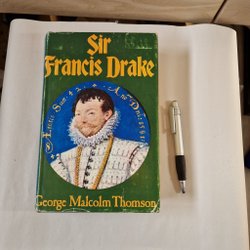 Sir
Francis Drake
George Malcolm Thomson